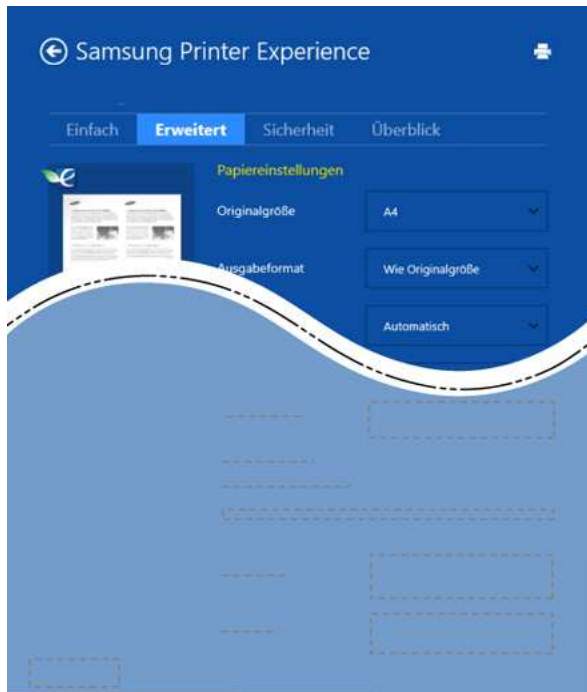 Samsung Printer Experience
Einfach Erweitert Sicherheit Überblick
Papiereinstellungen
Originalgröße A4
Ausgabeformat Wie Originalgröße
Automatisch